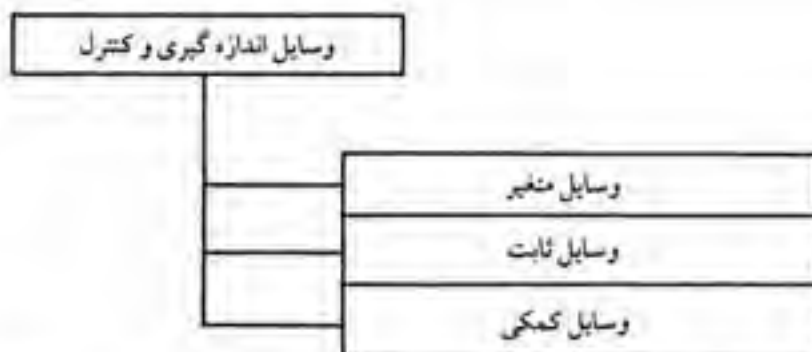 وسایل اندازه گیری و کنترل
وسایل متغیر
وسایل ثابت
وسایل کمکی